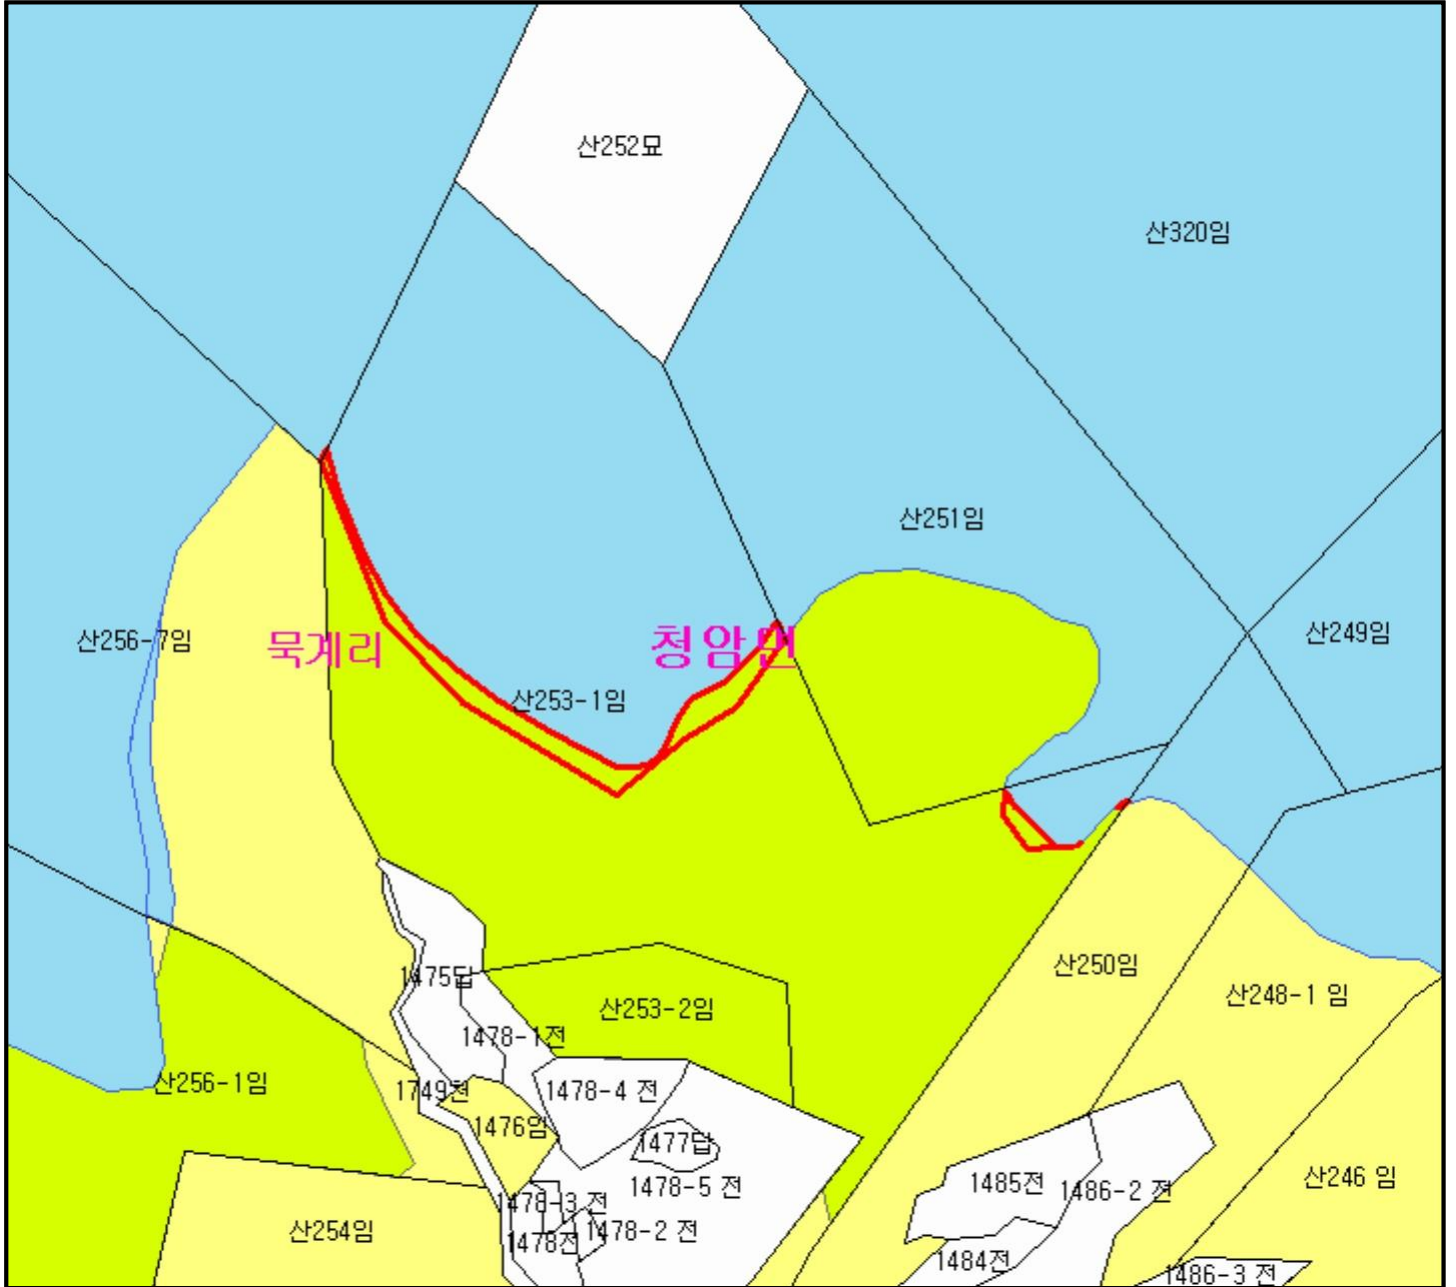 산252묘
산320임
산251임
산249임
산256-7임
묵계리
청암면
산253-1임
산250임
1475답
산248-1 임
산253-2임
1478-1전
산256-1임
1749천
1478-4 전
1476임
1477답
1485전
1486-2 전
산246 임
1478-5 전
1478-3 전
산254임
1478전
1478-2 전
1484전
1486-3 전